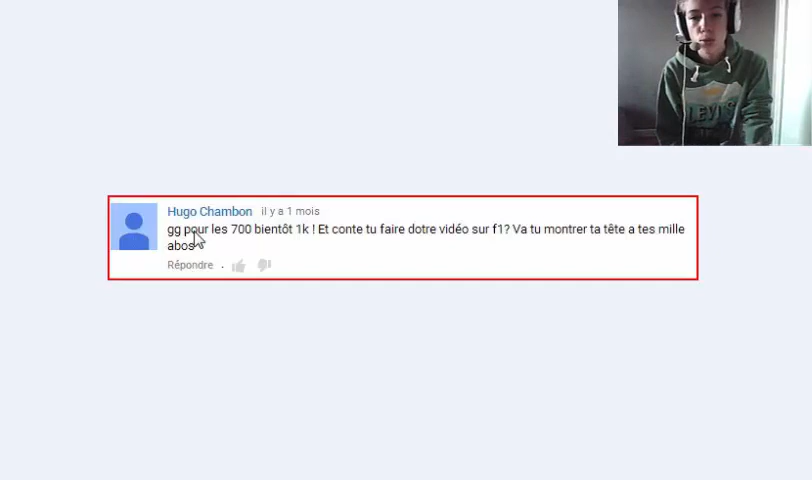 LEVI'S
Hugo Chambon il y a 1 mois
gg pour les 700 bientôt 1k ! Et conte tu faire dotre vidéo sur f1? Va tu montrer ta tête a tes mille
abos
Répondre .